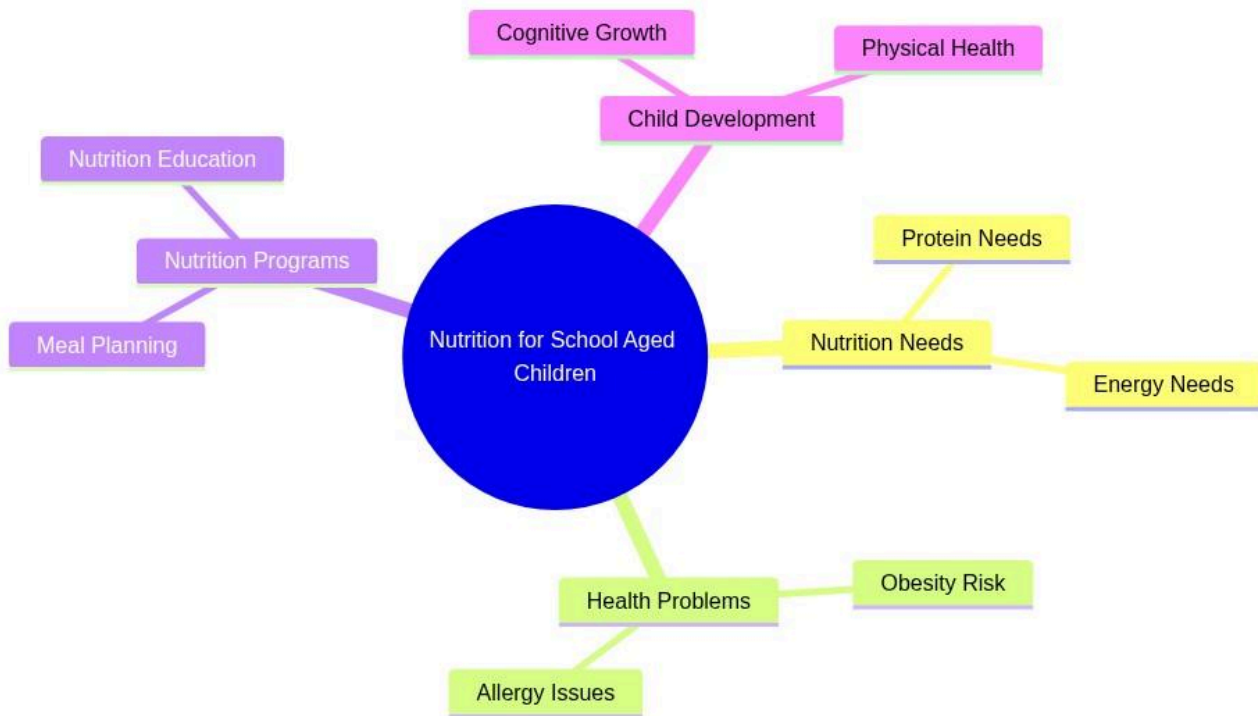 Cognitive Growth
Physical Health
Child Development
Nutrition Education
Nutrition Programs
Meal Planning
Nutrition for School Aged
Children
Protein Needs
Nutrition Needs
Energy Needs
Health Problems
Obesity Risk
Allergy Issues